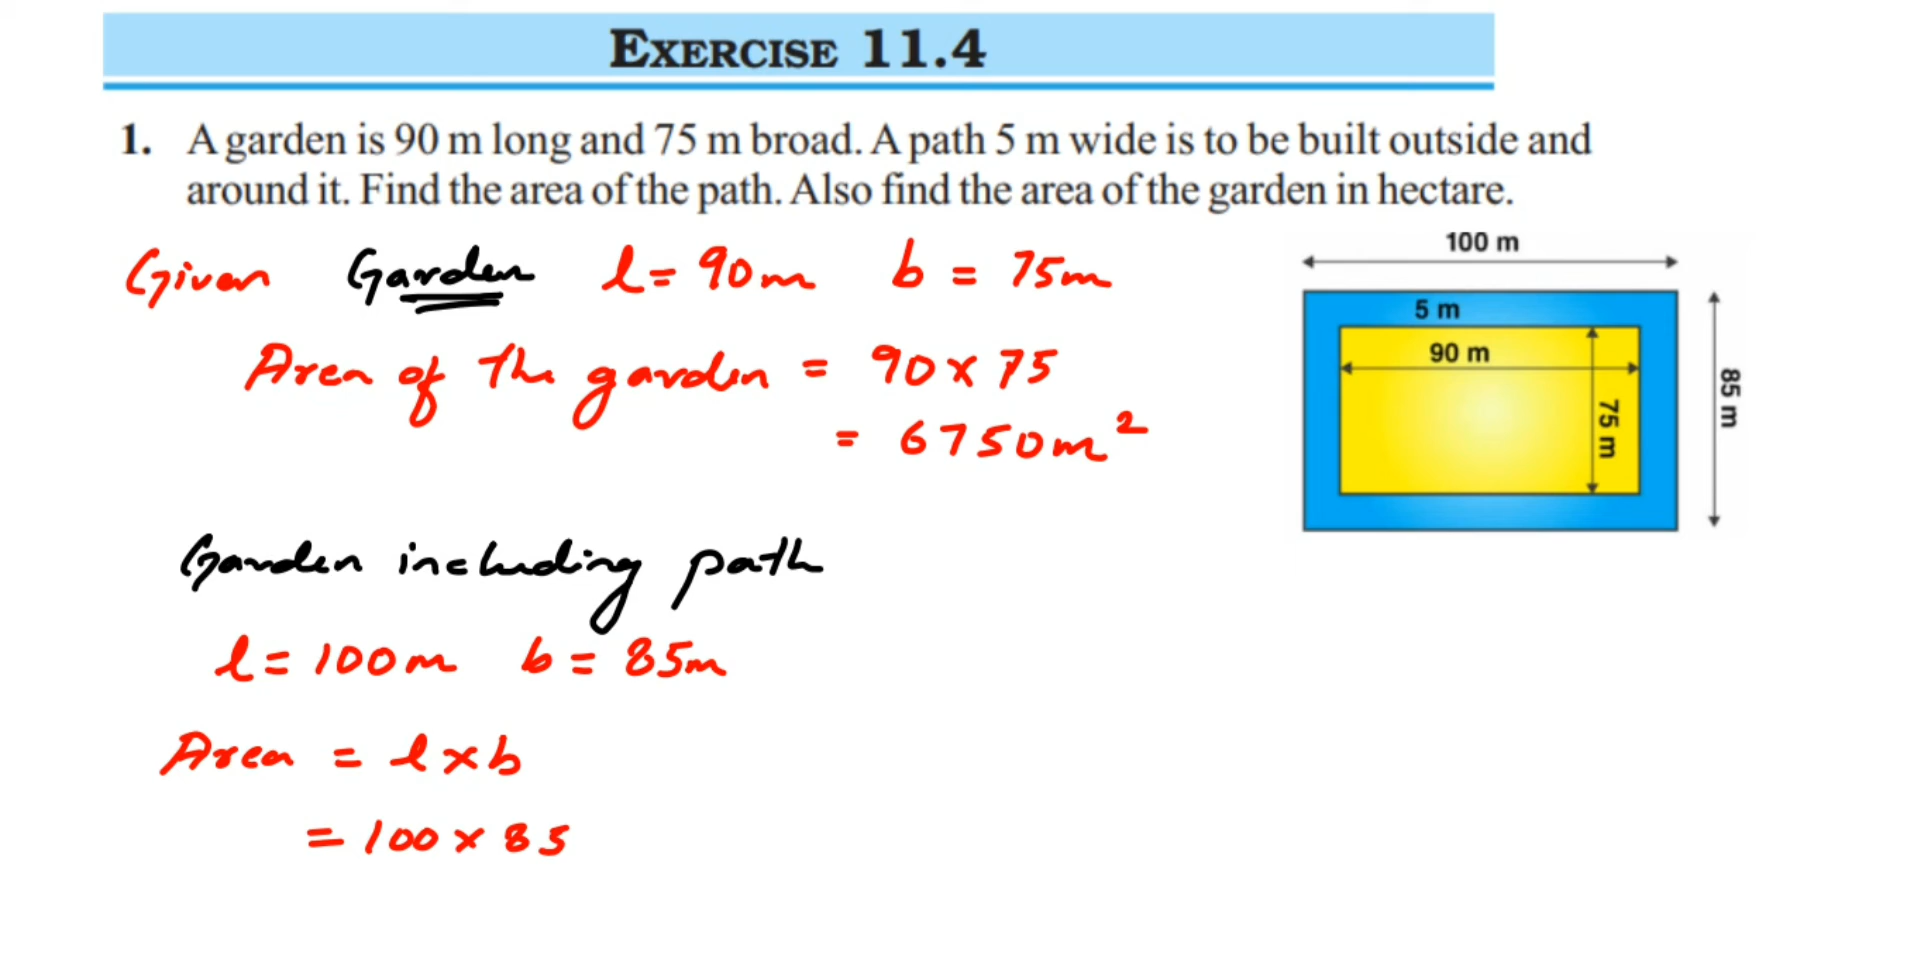 EXERCISE 11.4
1. A garden is 90 m long and 75 m broad. A path 5 m wide is to be built outside and
around it. Find the area of the path. Also find the area of the garden in hectare.
Given Garden l = 90m b = 75m
Area of the garden = 90 × 75
= 6750m²
Garden including path
l = 100m b = 85m
Area = l × b
= 100 × 85
100 m
5 m
90 m
75 m
85 m